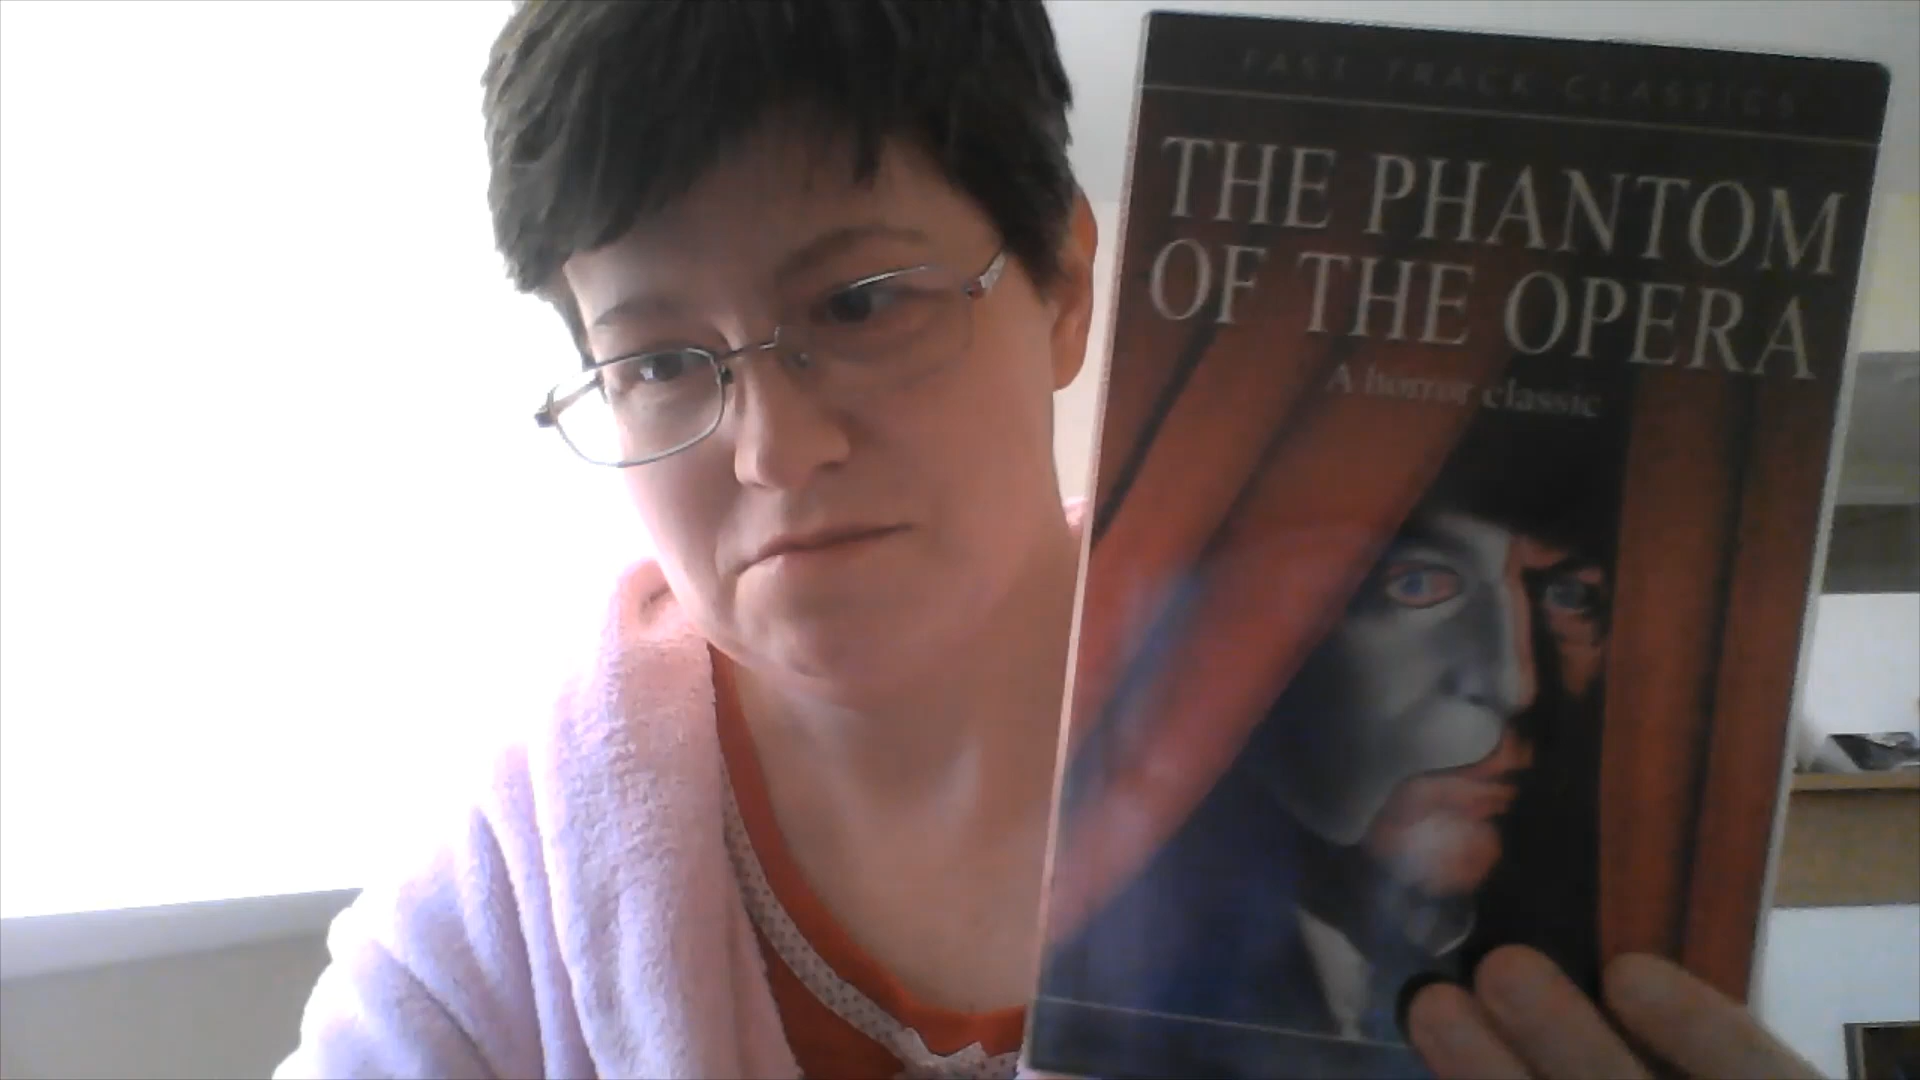 FAST TRACK CLASSICS
THE PHANTOM
OF THE OPERA
A horror classic